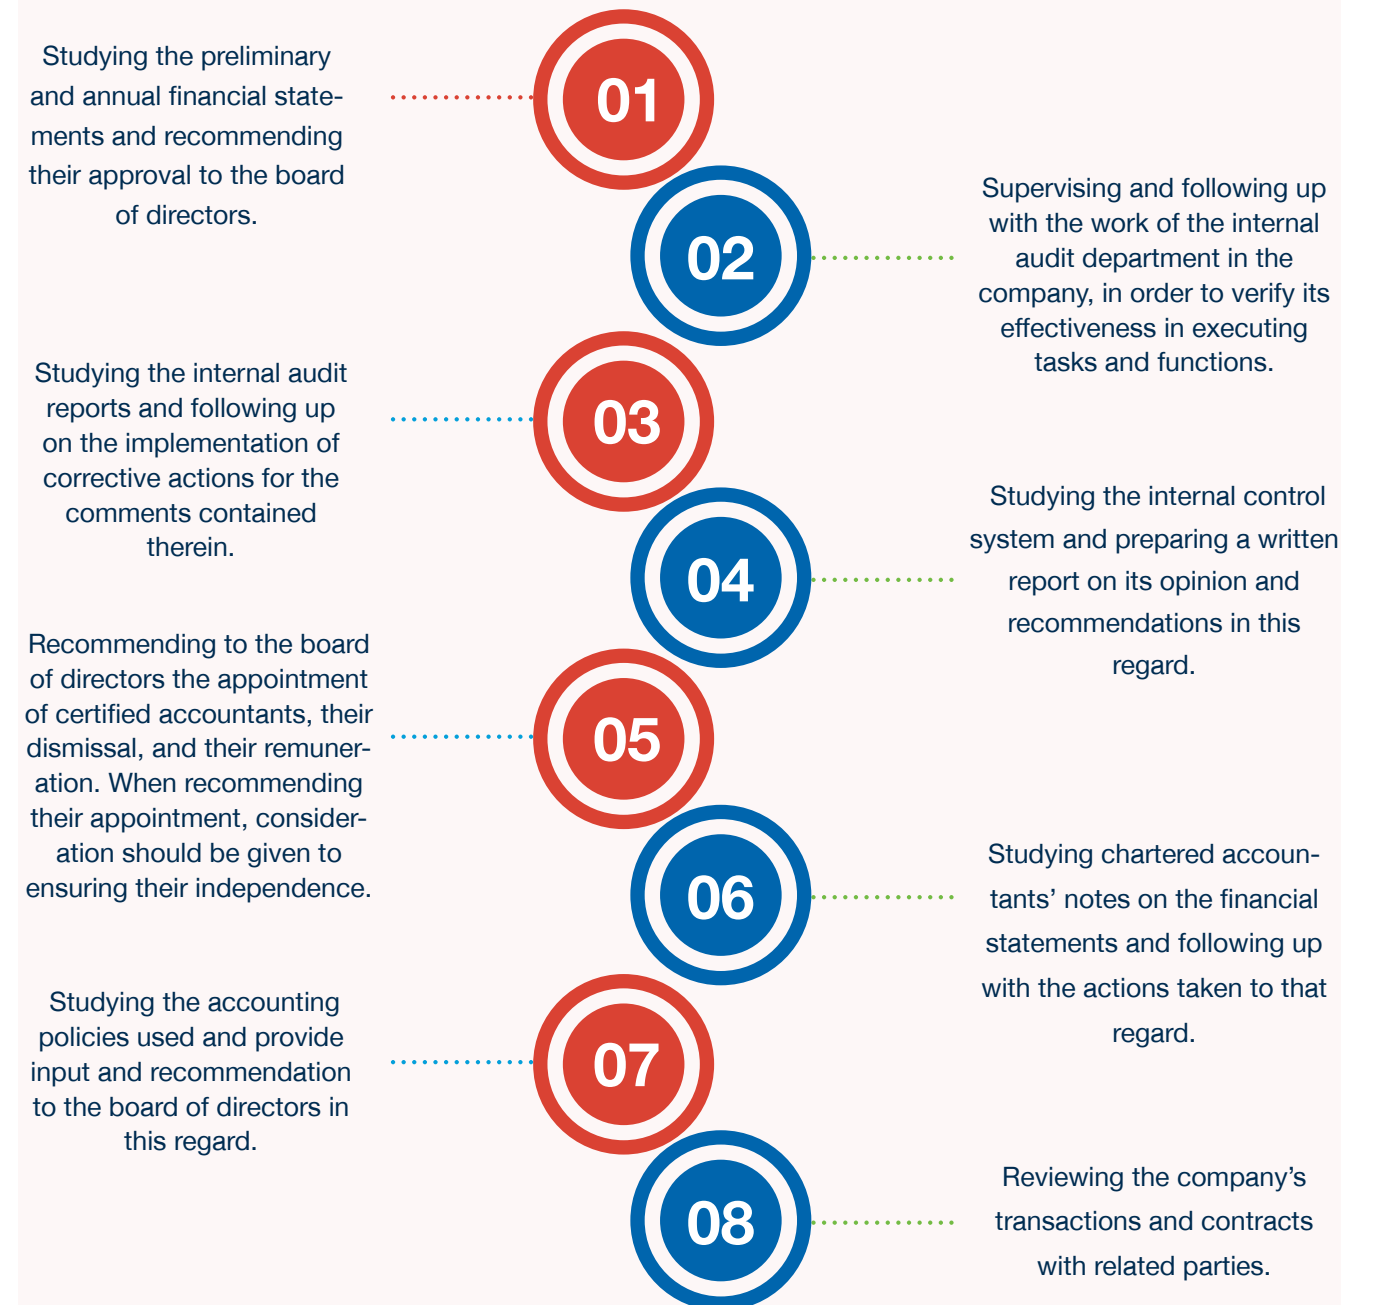 01
Studying the preliminary
and annual financial state-
ments and recommending
their approval to the board
of directors.
02
Supervising and following up
with the work of the internal
audit department in the
company, in order to verify its
effectiveness in executing
tasks and functions.
03
Studying the internal audit
reports and following up
on the implementation of
corrective actions for the
comments contained
therein.
04
Studying the internal control
system and preparing a written
report on its opinion and
recommendations in this
regard.
05
Recommending to the board
of directors the appointment
of certified accountants, their
dismissal, and their remuner-
ation. When recommending
their appointment, consider-
ation should be given to
ensuring their independence.
06
Studying chartered accoun-
tants’ notes on the financial
statements and following up
with the actions taken to that
regard.
07
Studying the accounting
policies used and provide
input and recommendation
to the board of directors in
this regard.
08
Reviewing the company’s
transactions and contracts
with related parties.